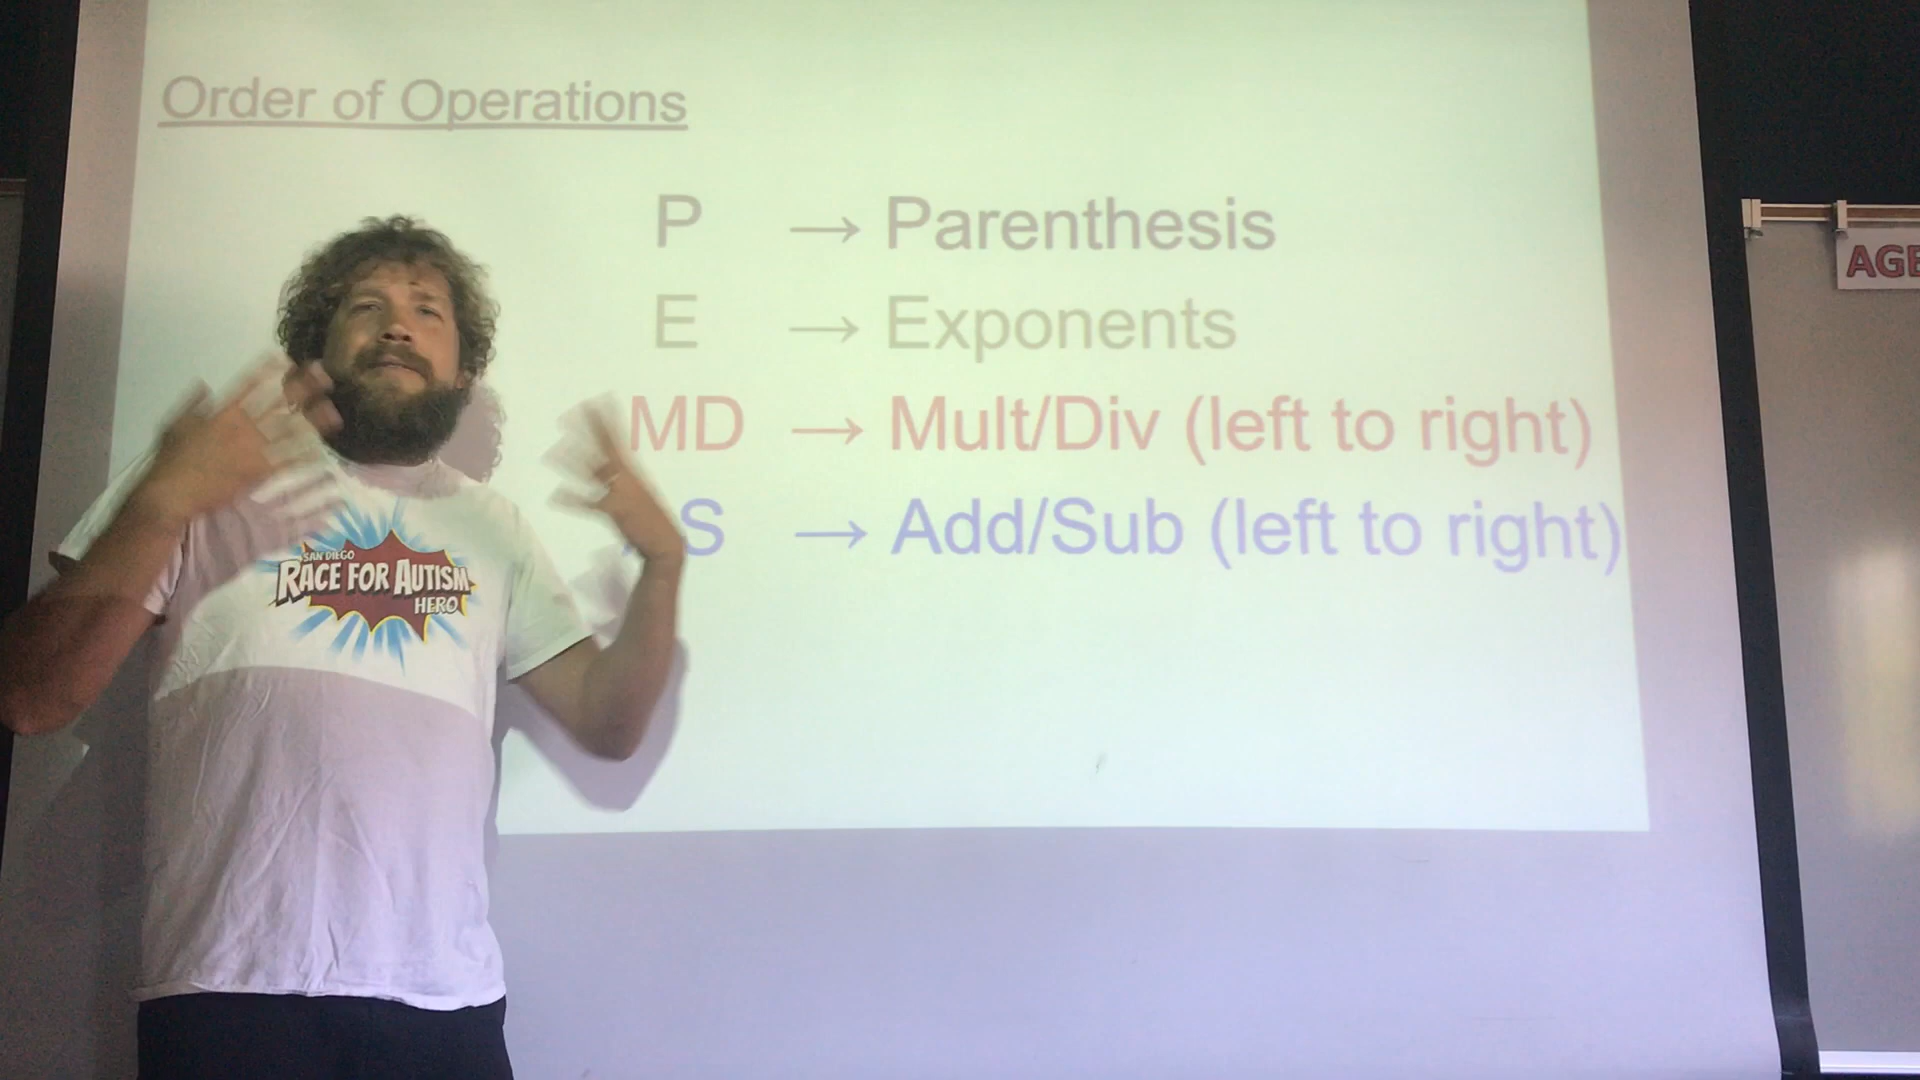 Order of Operations
P → Parenthesis
E → Exponents
MD → Mult/Div (left to right)
S → Add/Sub (left to right)
SAN DIEGO
RACE FOR AUTISM
HERO